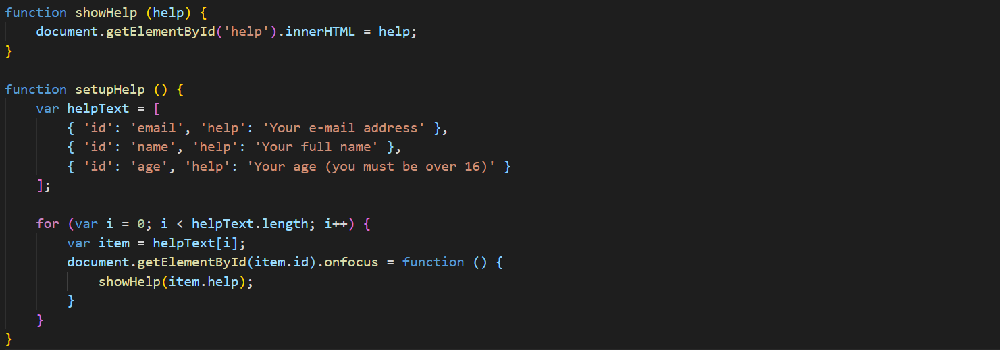 function showHelp (help) {
    document.getElementById('help').innerHTML = help;
}

function setupHelp () {
    var helpText = [
        { 'id': 'email', 'help': 'Your e-mail address' },
        { 'id': 'name', 'help': 'Your full name' },
        { 'id': 'age', 'help': 'Your age (you must be over 16)' }
    ];

    for (var i = 0; i < helpText.length; i++) {
        var item = helpText[i];
        document.getElementById(item.id).onfocus = function () {
            showHelp(item.help);
        }
    }
}